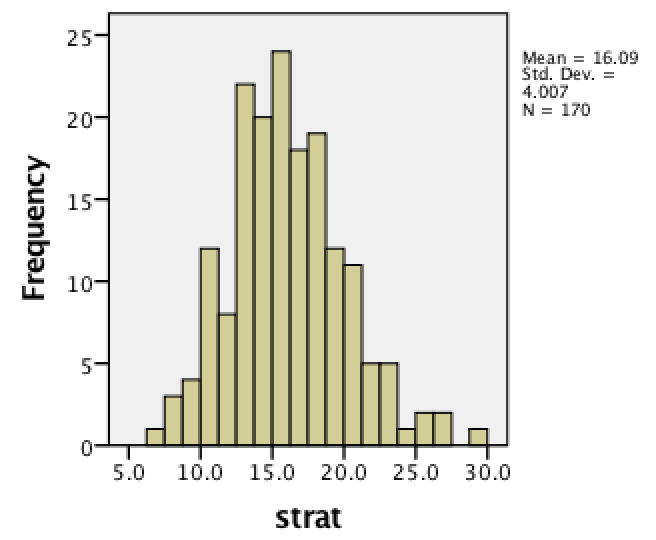 25
20
15
10
5
0
Frequency
5.0 10.0 15.0 20.0 25.0 30.0
strat
Mean = 16.09
Std. Dev. =
4.007
N = 170